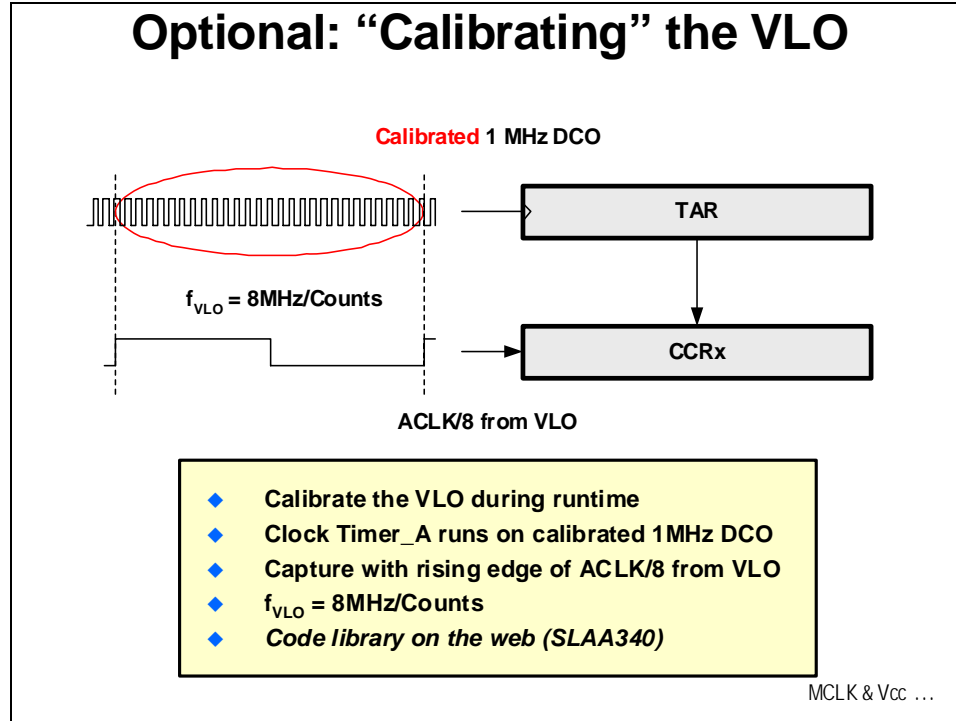 Optional: “Calibrating” the VLO
Calibrated 1 MHz DCO
TAR
fVLO = 8MHz/Counts
CCRx
ACLK/8 from VLO
Calibrate the VLO during runtime
Clock Timer_A runs on calibrated 1MHz DCO
Capture with rising edge of ACLK/8 from VLO
fVLO = 8MHz/Counts
Code library on the web (SLAA340)
MCLK & Vcc …